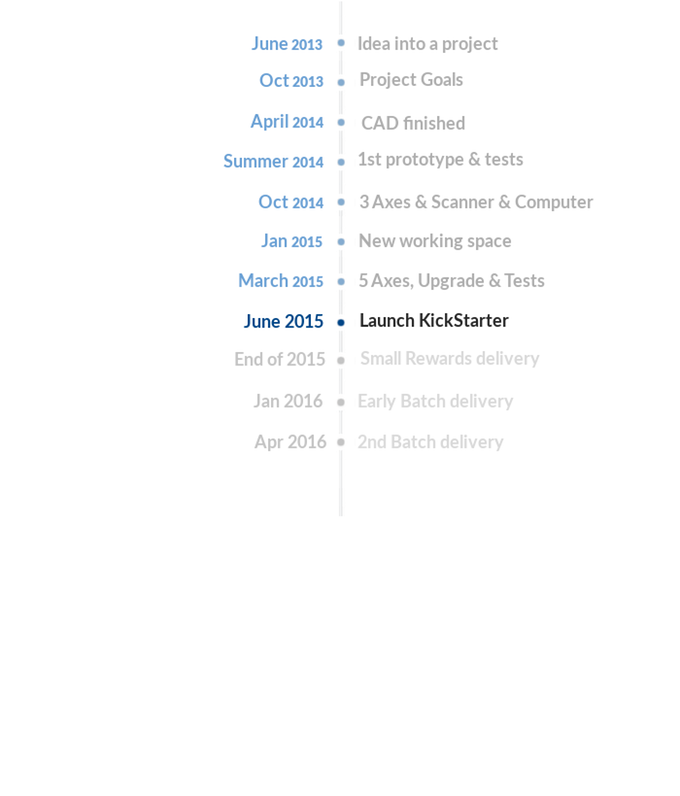 June 2013 Idea into a project
Oct 2013 Project Goals
April 2014 CAD finished
Summer 2014 1st prototype & tests
Oct 2014 3 Axes & Scanner & Computer
Jan 2015 New working space
March 2015 5 Axes, Upgrade & Tests
June 2015 Launch KickStarter
End of 2015 Small Rewards delivery
Jan 2016 Early Batch delivery
Apr 2016 2nd Batch delivery